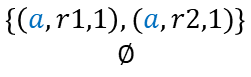 {(a, r1,1), (a, r2,1)}
∅